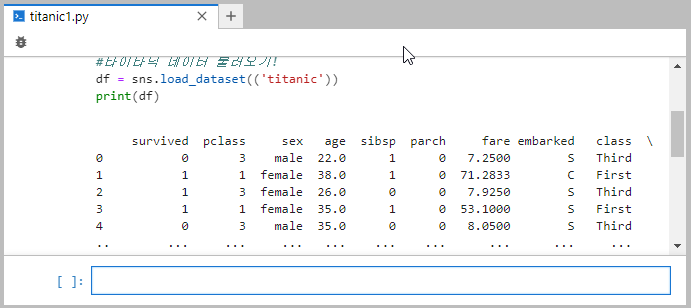 titanic1.py
#타이타닉 데이터 불러오기!
df = sns.load_dataset(('titanic'))
print(df)
survived pclass sex age sibsp parch fare embarked class \
0 0 3 male 22.0 1 0 7.2500 S Third
1 1 1 female 38.0 1 0 71.2833 C First
2 1 3 female 26.0 0 0 7.9250 S Third
3 1 1 female 35.0 1 0 53.1000 S First
4 0 3 male 35.0 0 0 8.0500 S Third
.. ... ... ... ... ... ... ... ... ...
[ ]: